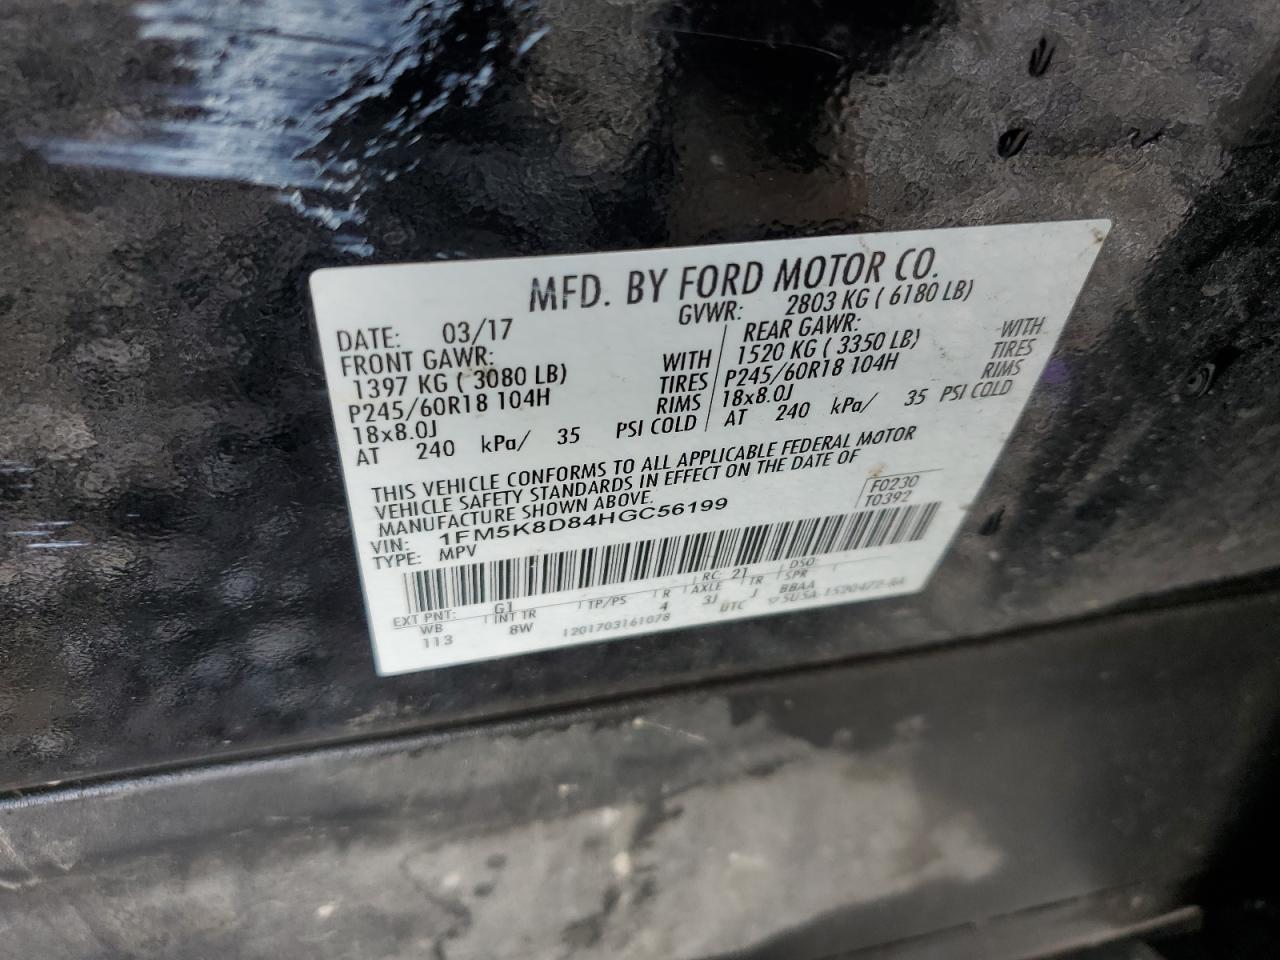 MFD. BY FORD MOTOR CO.
DATE: 03/17 GVWR: 2803 KG ( 6180 LB)
FRONT GAWR: REAR GAWR:
1397 KG ( 3080 LB) WITH 1520 KG ( 3350 LB) WITH
P245/60R18 104H TIRES P245/60R18 104H TIRES
18x8.0J RIMS 18x8.0J RIMS
AT 240 kPa/ 35 PSI COLD AT 240 kPa/ 35 PSI COLD
THIS VEHICLE CONFORMS TO ALL APPLICABLE FEDERAL MOTOR
VEHICLE SAFETY STANDARDS IN EFFECT ON THE DATE OF
MANUFACTURE SHOWN ABOVE. F0230
VIN: 1FM5K8D84HGC56199 T0392
TYPE: MPV
EXT PNT: G1 RC: 21 DSO:
WB INT TR TP/PS R AXLE TR SPR
113 8W 4 3J J BBAA
1201703161078 UTC